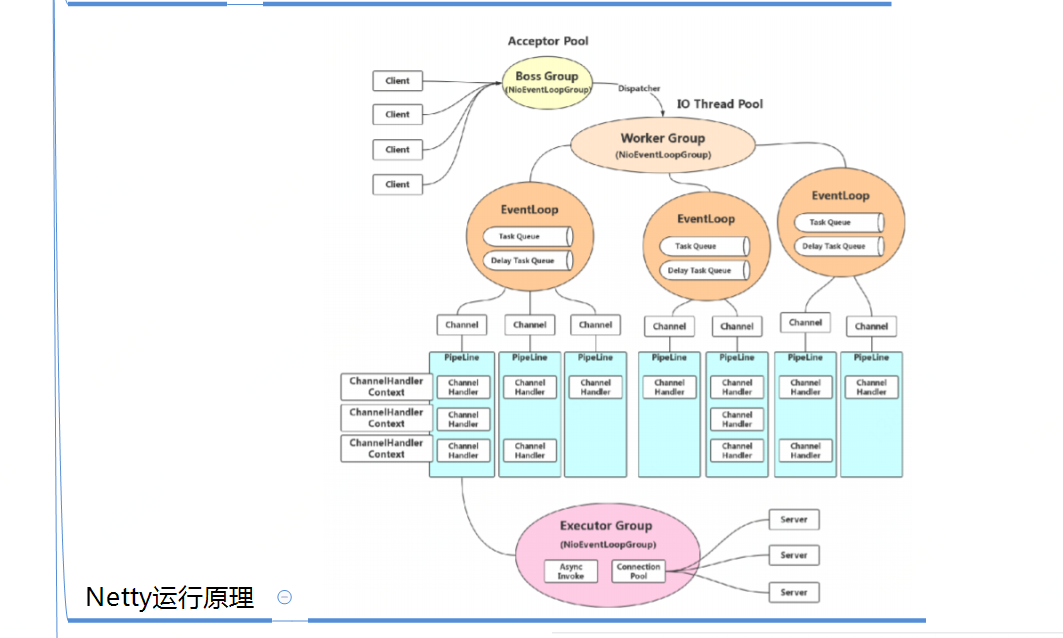 Acceptor Pool
Boss Group
(NioEventLoopGroup)
Client
Client
Client
Client
Dispatcher
IO Thread Pool
Worker Group
(NioEventLoopGroup)
EventLoop
Task Queue
Delay Task Queue
EventLoop
Task Queue
Delay Task Queue
EventLoop
Task Queue
Delay Task Queue
Channel
Channel
Channel
Channel
Channel
Channel
Channel
PipeLine
PipeLine
PipeLine
PipeLine
PipeLine
PipeLine
PipeLine
ChannelHandler
Context
ChannelHandler
Context
ChannelHandler
Context
Channel
Handler
Channel
Handler
Channel
Handler
Channel
Handler
Channel
Handler
Channel
Handler
Channel
Handler
Channel
Handler
Channel
Handler
Channel
Handler
Channel
Handler
Channel
Handler
Channel
Handler
Executor Group
(NioEventLoopGroup)
Async
Invoke
Connection
Pool
Server
Server
Server
Netty运行原理